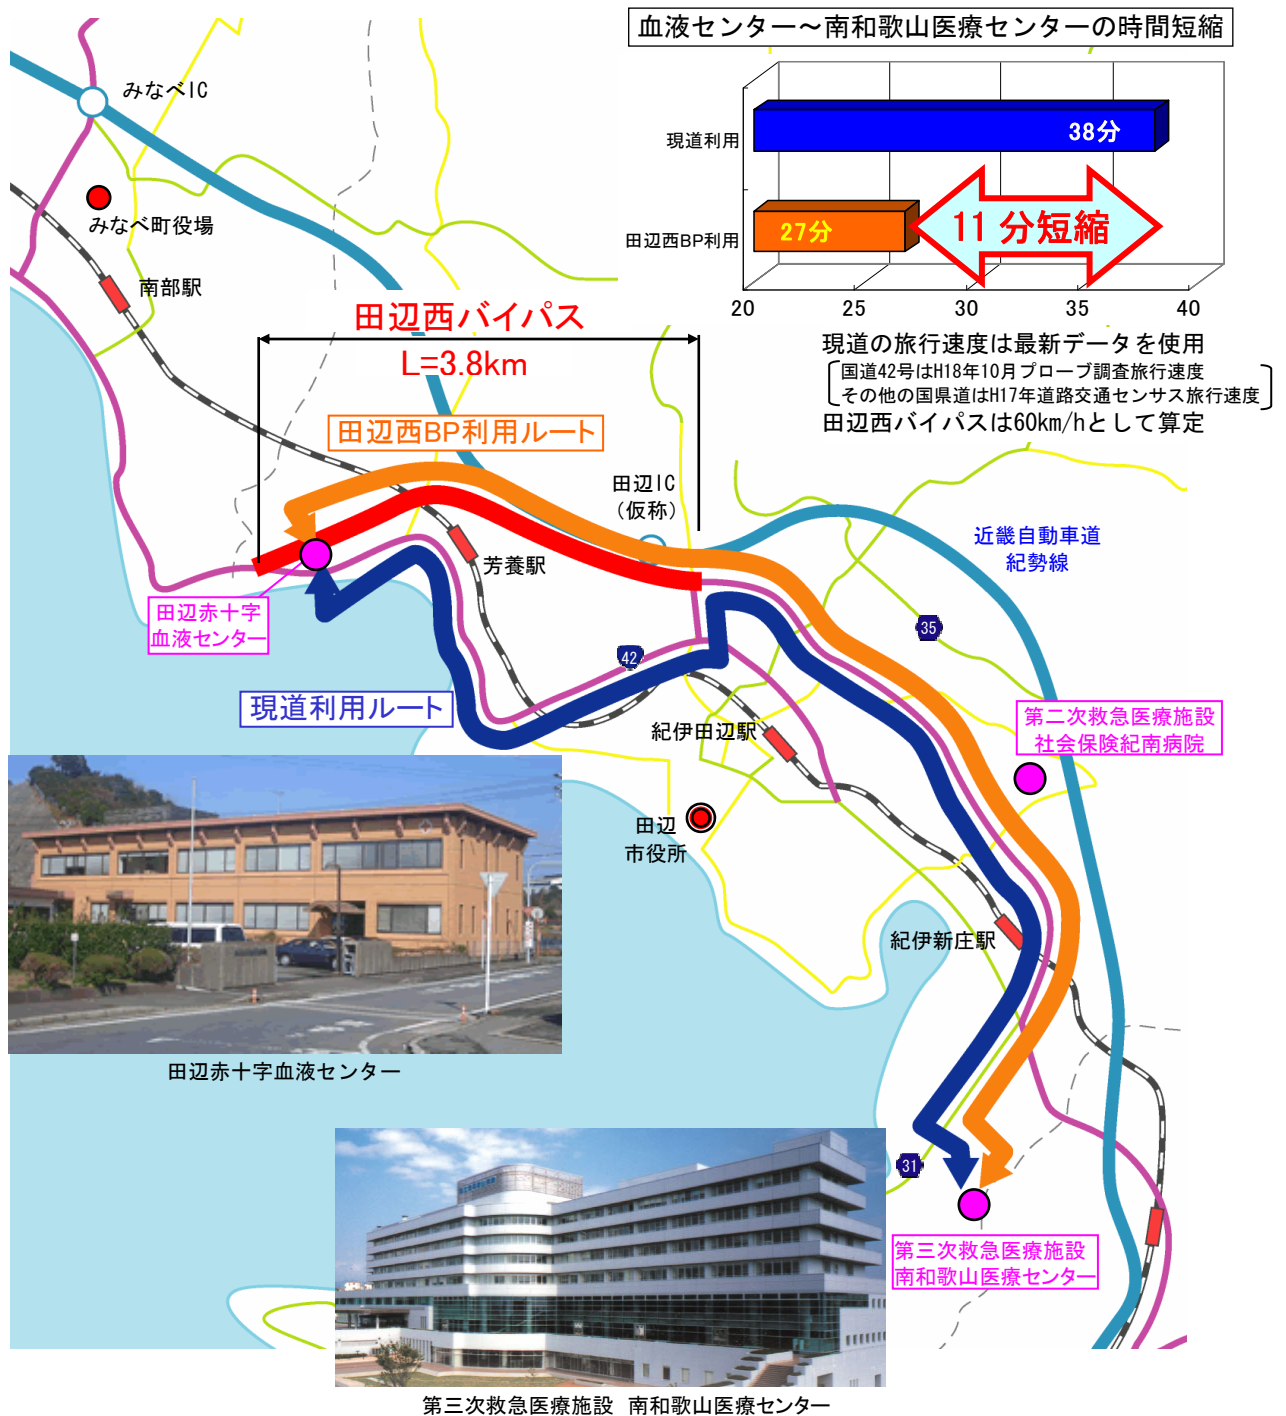 血液センター～南和歌山医療センターの時間短縮
みなべIC
現道利用
38分
みなべ町役場
田辺西BP利用
27分
11分短縮
南部駅
20
25
30
35
40
田辺西バイパス
L=3.8km
現道の旅行速度は最新データを使用
国道42号はH18年10月プローブ調査旅行速度
その他の国県道はH17年道路交通センサス旅行速度
田辺西バイパスは60km/hとして算定
田辺西BP利用ルート
田辺IC
（仮称）
近畿自動車道
紀勢線
芳養駅
田辺赤十字
血液センター
35
42
現道利用ルート
紀伊田辺駅
第二次救急医療施設
社会保険紀南病院
田辺
市役所
紀伊新庄駅
田辺赤十字血液センター
31
第三次救急医療施設
南和歌山医療センター
第三次救急医療施設 南和歌山医療センター